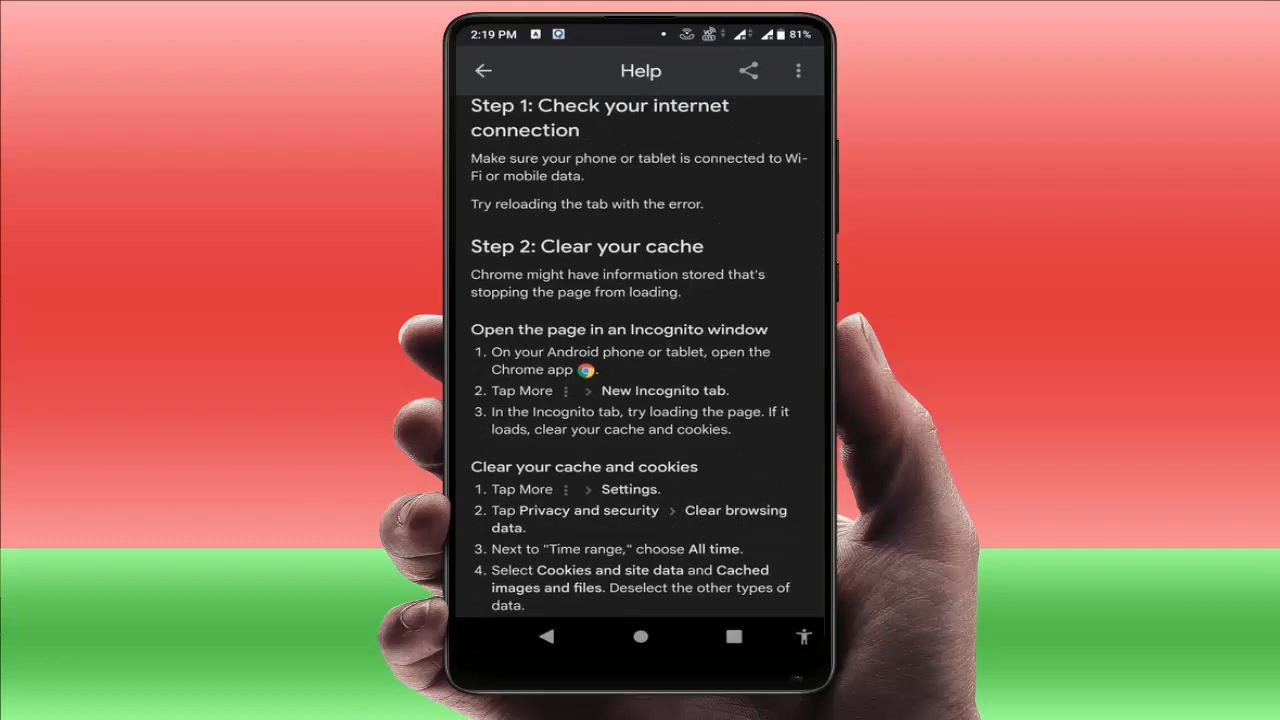 2:19 PM
81%
Help
Step 1: Check your internet
connection
Make sure your phone or tablet is connected to Wi-
Fi or mobile data.
Try reloading the tab with the error.
Step 2: Clear your cache
Chrome might have information stored that's
stopping the page from loading.
Open the page in an Incognito window
1. On your Android phone or tablet, open the
Chrome app .
2. Tap More > New Incognito tab.
3. In the Incognito tab, try loading the page. If it
loads, clear your cache and cookies.
Clear your cache and cookies
1. Tap More > Settings.
2. Tap Privacy and security > Clear browsing
data.
3. Next to "Time range," choose All time.
4. Select Cookies and site data and Cached
images and files. Deselect the other types of
data.